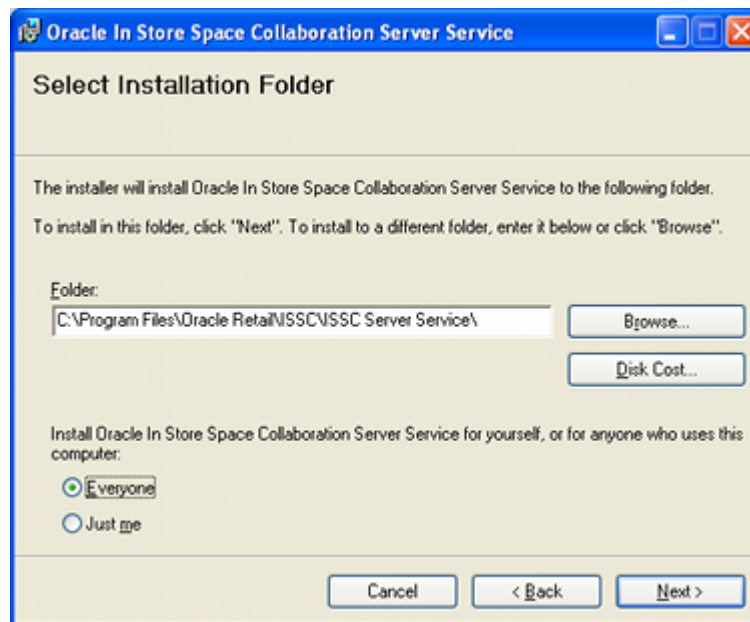 Oracle In Store Space Collaboration Server Service
Select Installation Folder
The installer will install Oracle In Store Space Collaboration Server Service to the following folder.
To install in this folder, click "Next". To install to a different folder, enter it below or click "Browse".
Folder:
C:\Program Files\Oracle Retail\ISSC\ISSC Server Service\
Browse...
Disk Cost...
Install Oracle In Store Space Collaboration Server Service for yourself, or for anyone who uses this
computer:
Everyone
Just me
Cancel
< Back
Next >